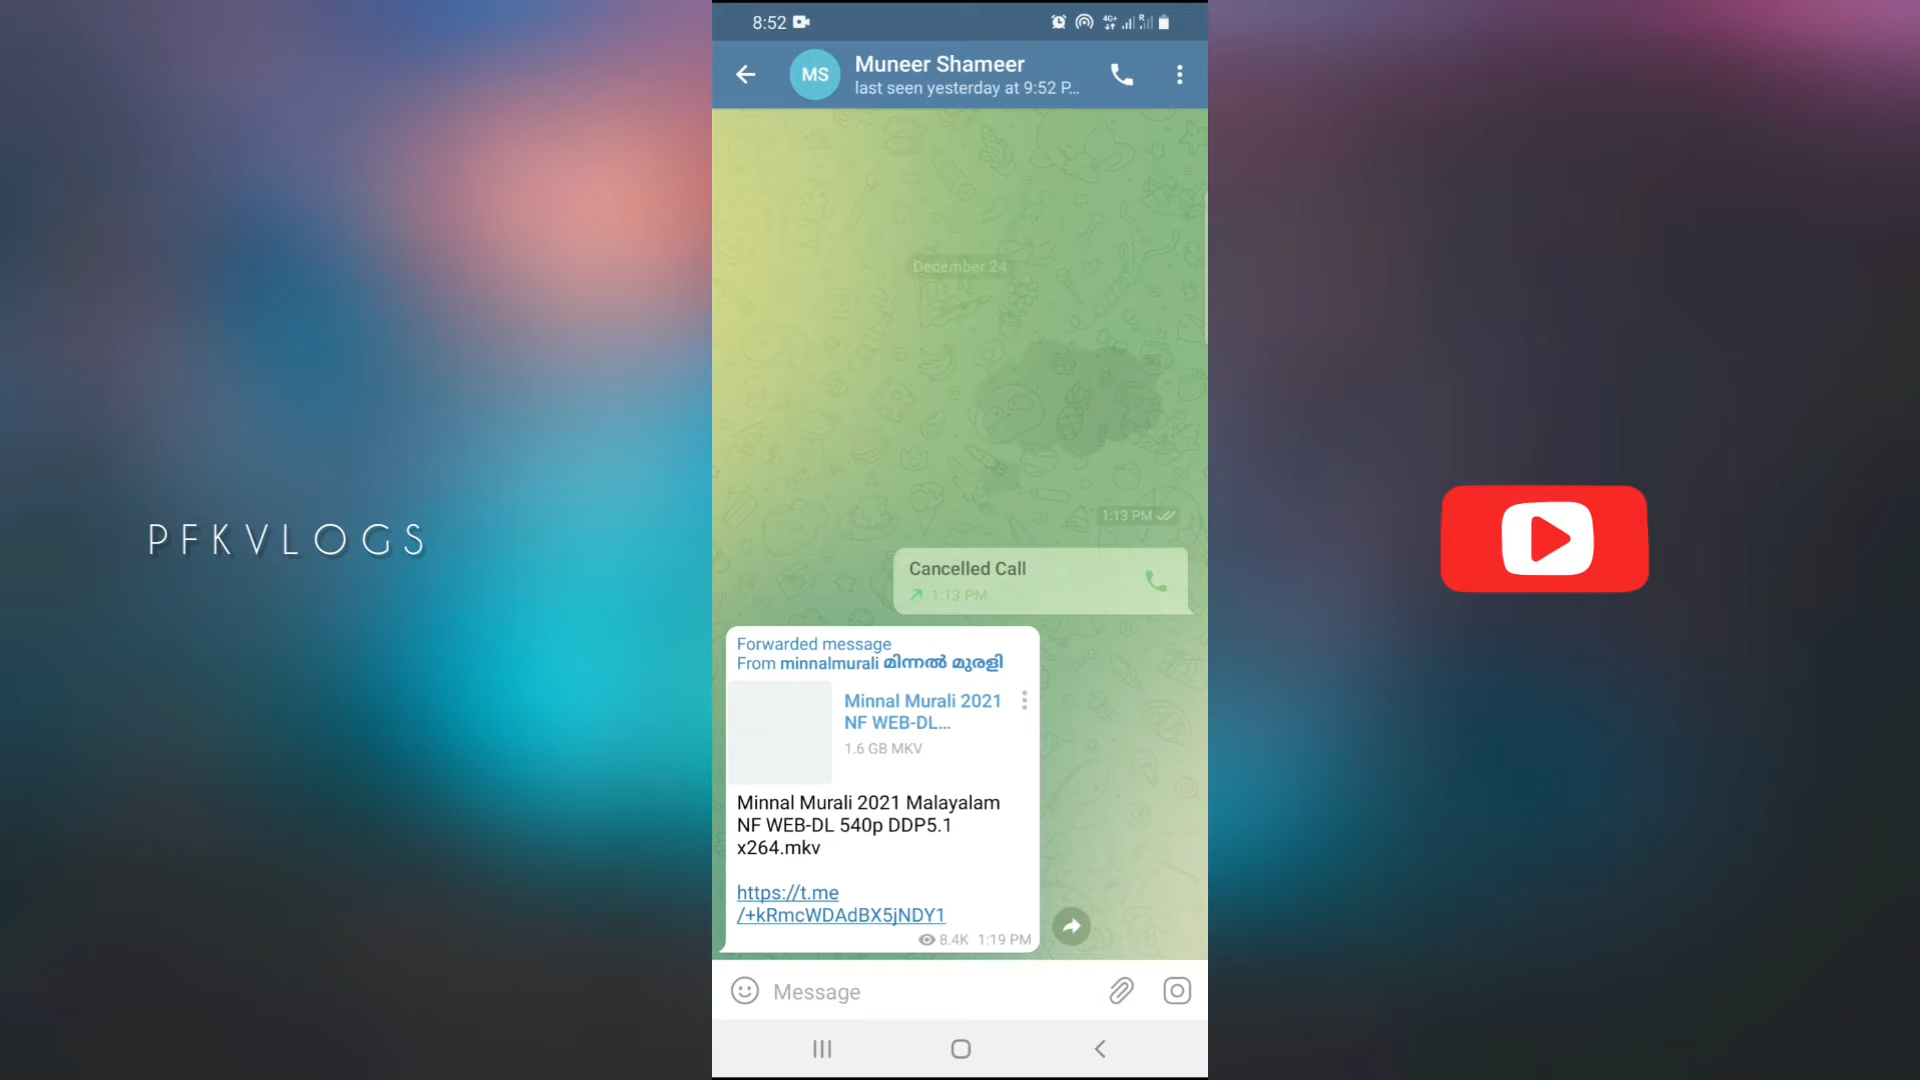 8:52
4G+
R
MS
Muneer Shameer
last seen yesterday at 9:52 P...
December 24
1:13 PM
Cancelled Call
1:13 PM
Forwarded message
From minnalmurali മിന്നൽ മുരളി
Minnal Murali 2021
NF WEB-DL...
1.6 GB MKV
Minnal Murali 2021 Malayalam
NF WEB-DL 540p DDP5.1
x264.mkv
https://t.me
/+kRmcWDAdBX5jNDY1
8.4K 1:19 PM
Message
PFKVLOGS